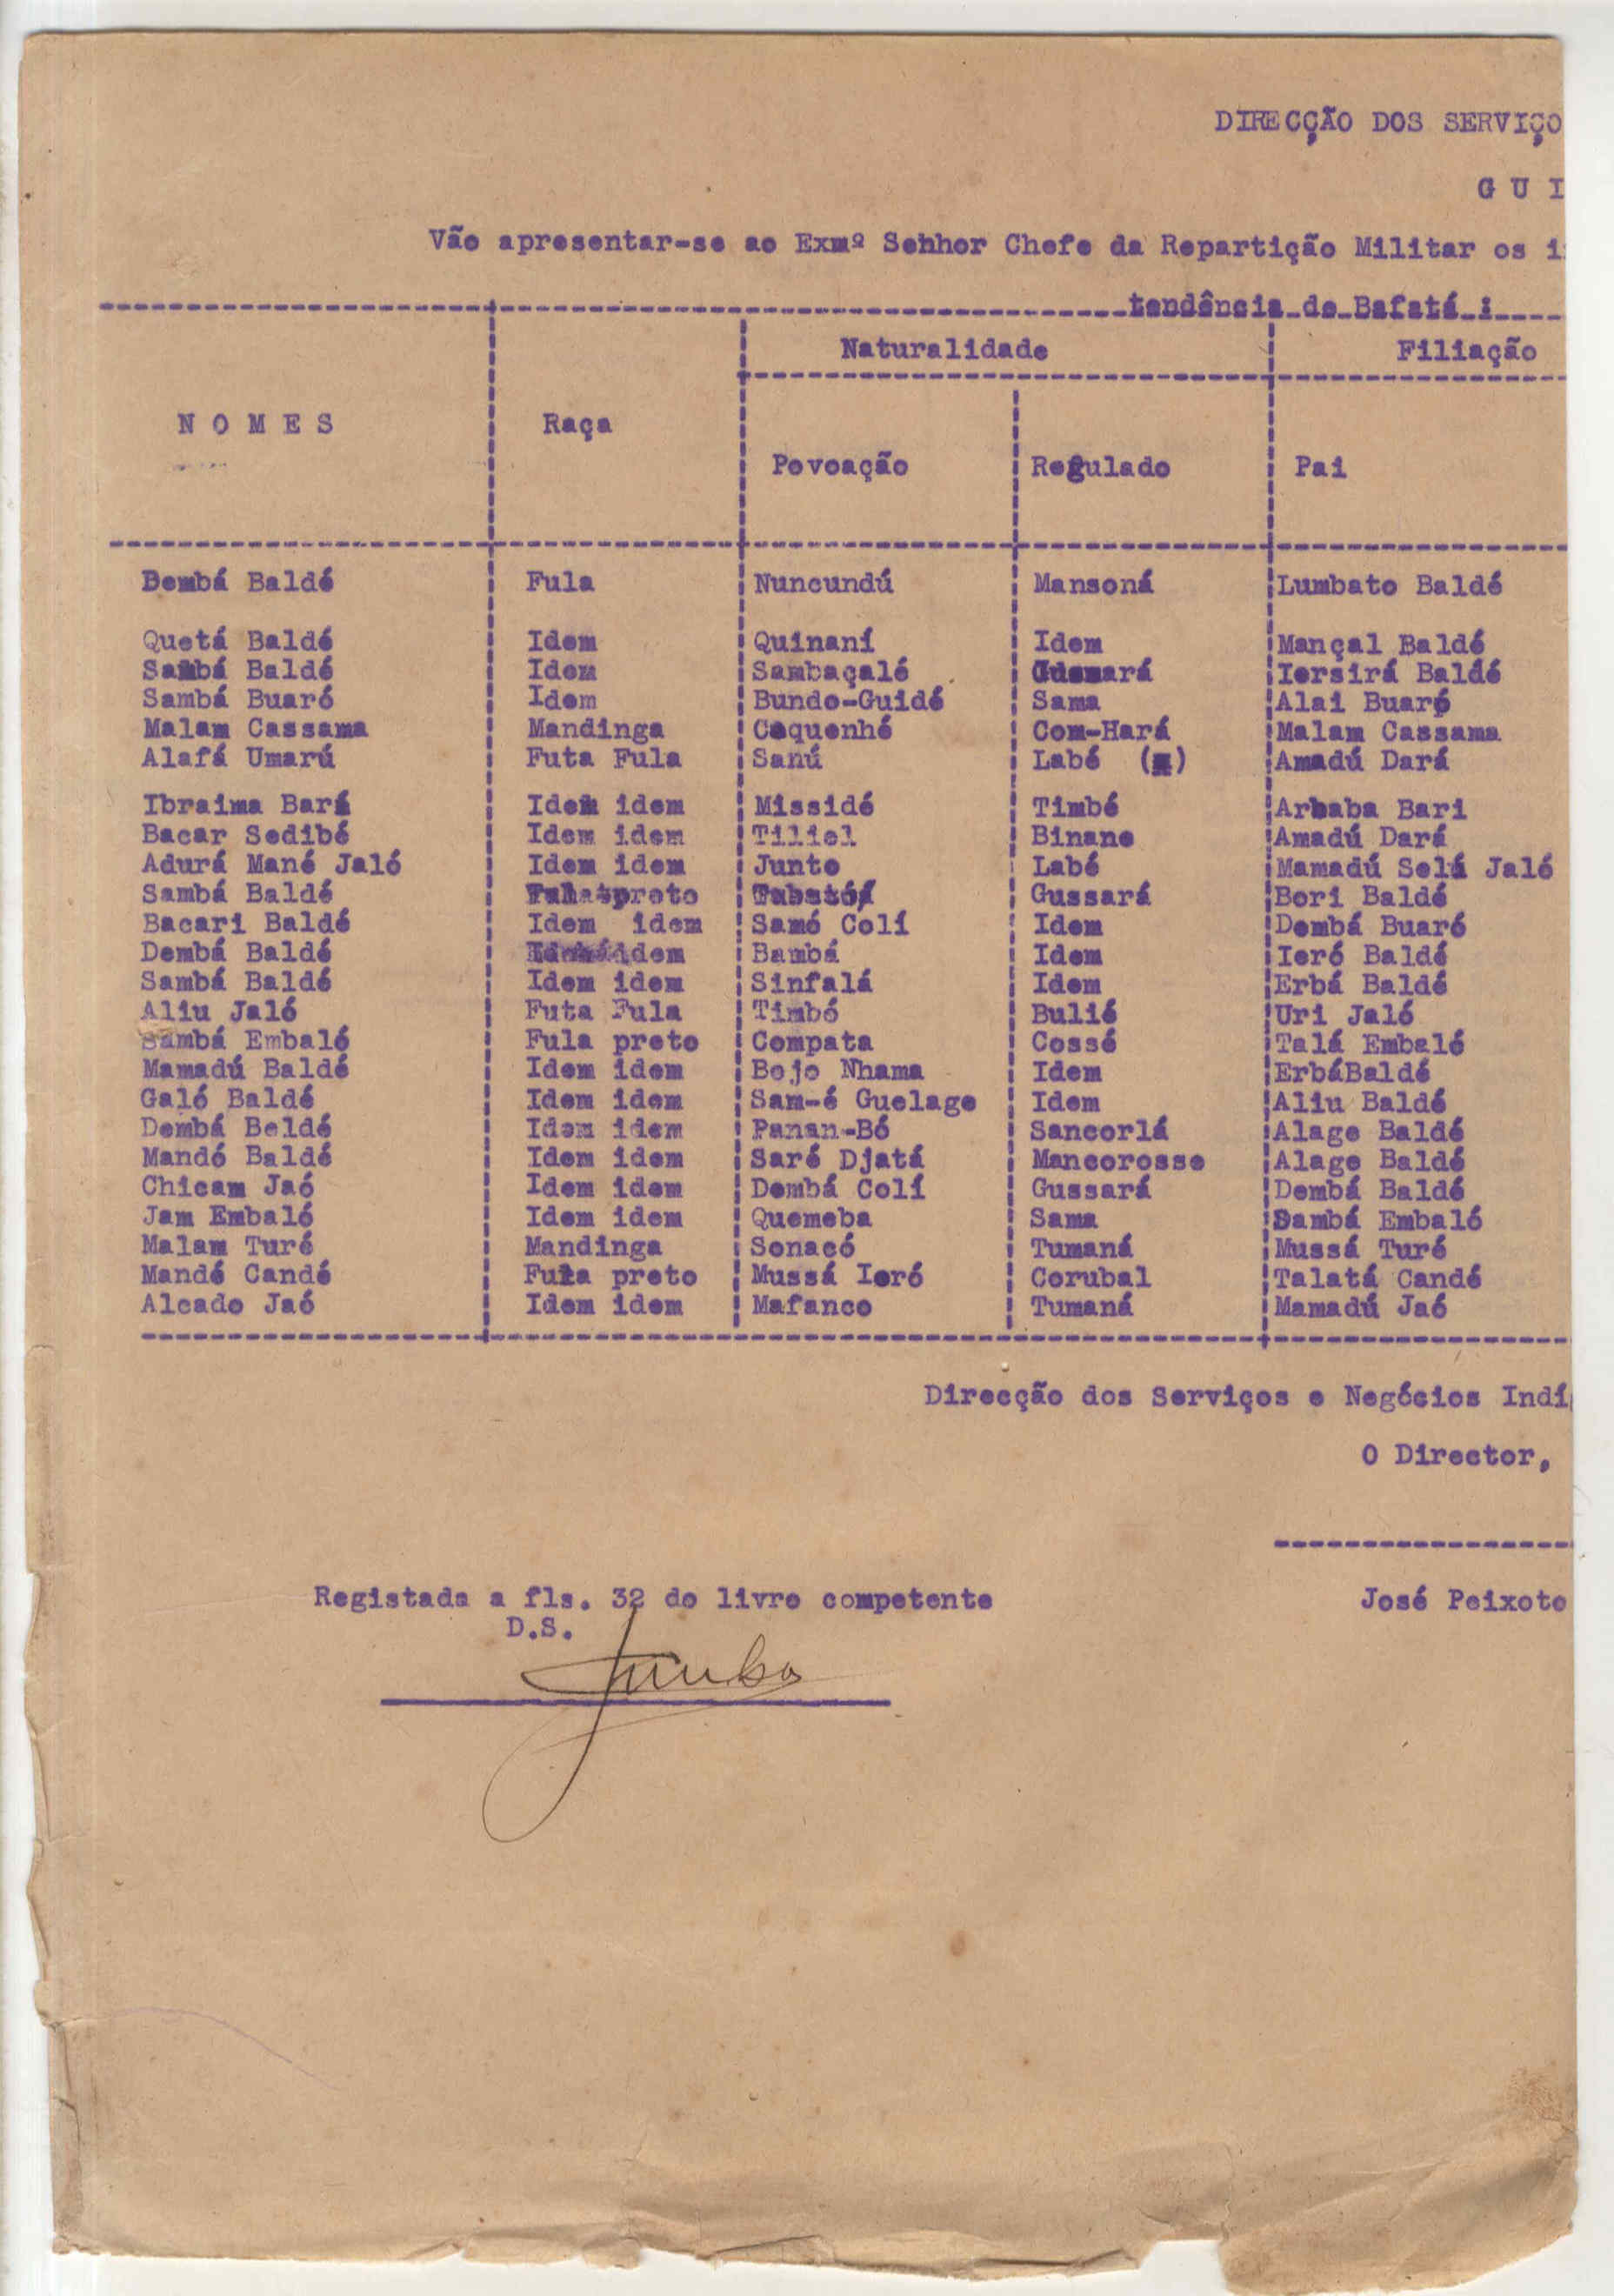 DIRECÇÃO DOS SERVIÇO
G U I
Vão apresentar-se ao Exmº Senhor Chefe da Repartição Militar os i
tendência de Bafatá :
Naturalidade Filiação
N O M E S Raça
Povoação Regulado Pai
Dembá Baldé Fula Nuncundú Mansoná Lumbato Baldé
Quetá Baldé Idem Quinaní Idem Mançal Baldé
Sambá Baldé Idem Sambaçalé Iersirá Baldé
Sambá Buaró Idem Bundo-Guidé Sama Alai Buaró
Malam Cassama Mandinga Coquenhé Com-Hará Malam Cassama
Alafá Umarú Futa Fula Sanú Labé Amadú Dará
Ibraima Bará Idem idem Missidé Timbé Arbaba Bari
Bacar Sedibé Idem idem Tiliel Binane Amadú Dará
Adurá Mané Jaló Idem idem Junto Labé Mamadú Selá Jaló
Sambá Baldé preto Gussará Bori Baldé
Bacari Baldé Idem idem Samó Colí Idem Dembá Buaró
Dembá Baldé idem Bambá Idem Ieró Baldé
Sambá Baldé Idem idem Sinfalá Idem Erbá Baldé
Aliu Jaló Futa Fula Timbó Bulié Uri Jaló
Sambá Embaló Fula preto Compata Cossé Talá Embaló
Mamadú Baldé Idem idem Bojo Nhama Idem ErbáBaldé
Galó Baldé Idem idem Sam-é Guelage Idem Aliu Baldé
Dembá Beldé Idem idem Panan-Bó Sancorlá Alage Baldé
Mandó Baldé Idem idem Saré Djatá Mancorosse Alage Baldé
Chicam Jaó Idem idem Dembá Colí Gussará Dembá Baldé
Jam Embaló Idem idem Quemeba Sama Sambá Embaló
Malam Turé Mandinga Sonacó Tumaná Mussá Turé
Mandé Candé Fula preto Mussá Ieró Corubal Talatá Candé
Alcado Jaó Idem idem Mafanco Tumaná Mamadú Jaó
Direcção dos Serviços e Negócios Indí
O Director,
Registada a fls. 32 do livro competente José Peixoto
D.S.